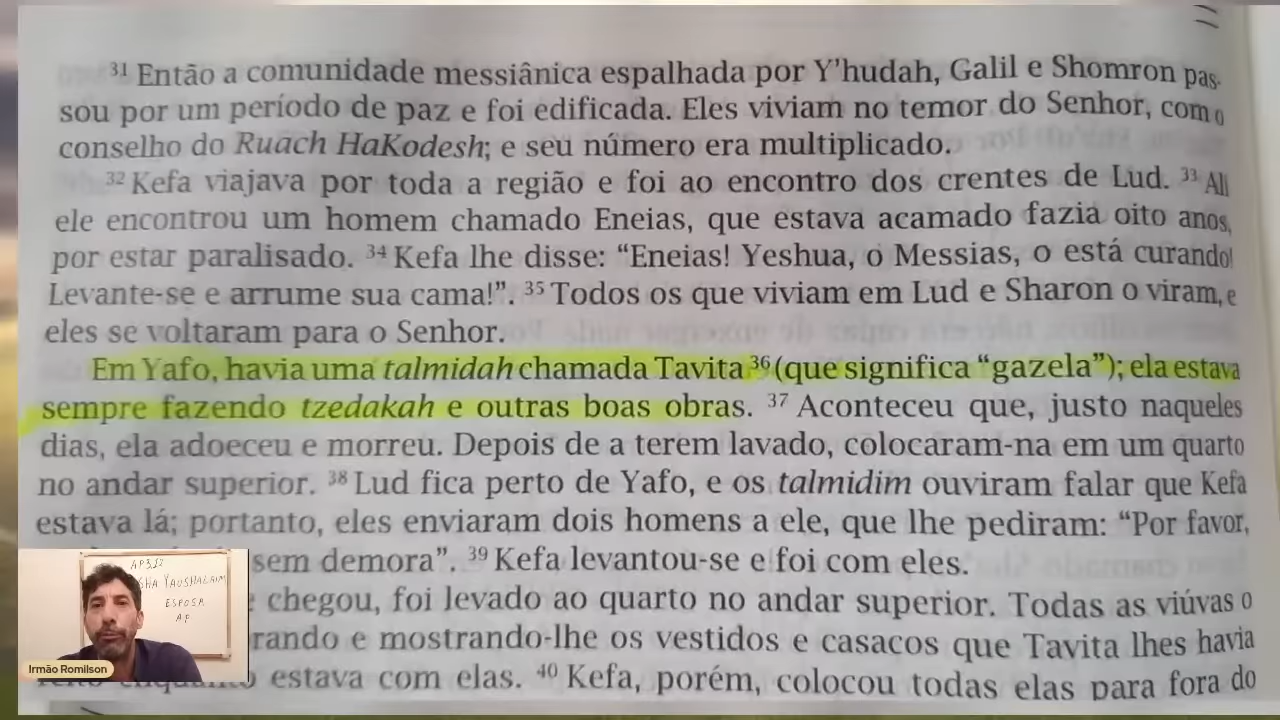 ³¹ Então a comunidade messiânica espalhada por Y'hudah, Galil e Shomron pas-
sou por um período de paz e foi edificada. Eles viviam no temor do Senhor, com o
conselho do Ruach HaKodesh; e seu número era multiplicado.
³² Kefa viajava por toda a região e foi ao encontro dos crentes de Lud. ³³ Ali
ele encontrou um homem chamado Eneias, que estava acamado fazia oito anos,
por estar paralisado. ³⁴ Kefa lhe disse: “Eneias! Yeshua, o Messias, o está curando!
Levante-se e arrume sua cama!”. ³⁵ Todos os que viviam em Lud e Sharon o viram, e
eles se voltaram para o Senhor.
Em Yafo, havia uma talmidah chamada Tavita ³⁶ (que significa “gazela”); ela estava
sempre fazendo tzedakah e outras boas obras. ³⁷ Aconteceu que, justo naqueles
dias, ela adoeceu e morreu. Depois de a terem lavado, colocaram-na em um quarto
no andar superior. ³⁸ Lud fica perto de Yafo, e os talmidim ouviram falar que Kefa
estava lá; portanto, eles enviaram dois homens a ele, que lhe pediram: “Por favor,
sem demora”. ³⁹ Kefa levantou-se e foi com eles.
chegou, foi levado ao quarto no andar superior. Todas as viúvas o
rando e mostrando-lhe os vestidos e casacos que Tavita lhes havia
estava com elas. ⁴⁰ Kefa, porém, colocou todas elas para fora do
SHA YAOSHALAIM
ESPOSA
Irmão Romilson